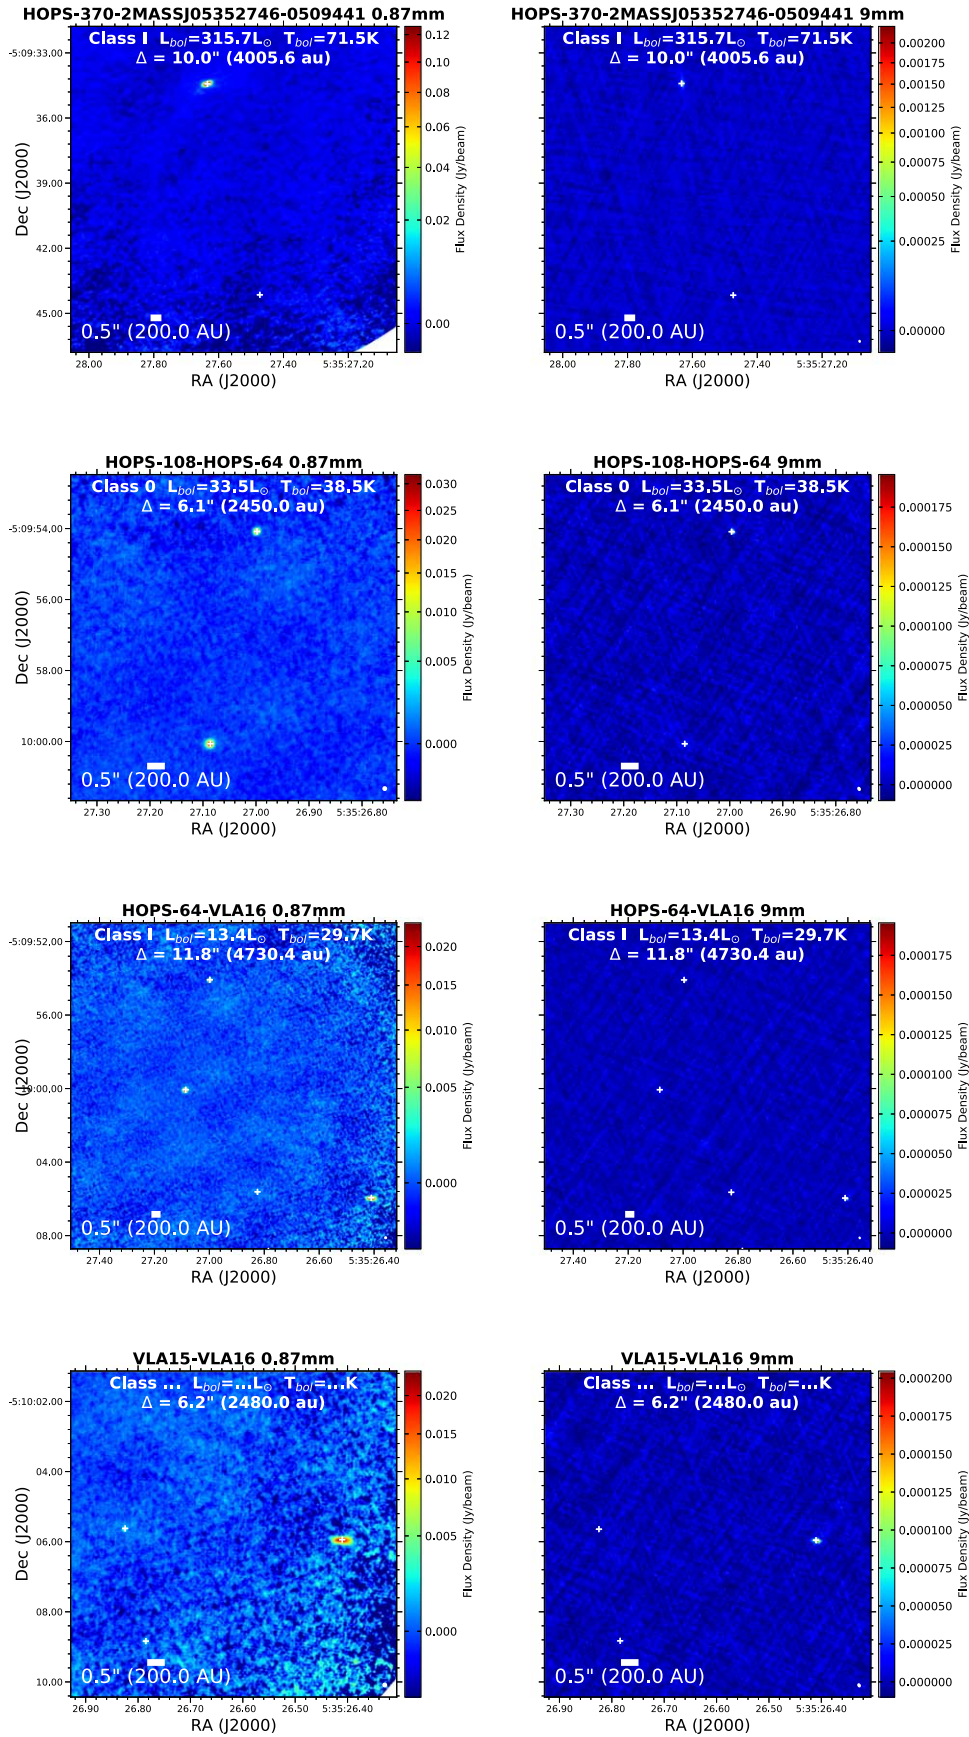 HOPS-370-2MASSJ05352746-0509441 0.87mm
Class I L_bol=315.7L⊙ T_bol=71.5K
Δ = 10.0" (4005.6 au)
-5:09:33.00
36.00
39.00
42.00
45.00
Dec (J2000)
0.5" (200.0 AU)
28.00 27.80 27.60 27.40 5:35:27.20
RA (J2000)
0.12
0.10
0.08
0.06
0.04
0.02
0.00
Flux Density (Jy/beam)
HOPS-370-2MASSJ05352746-0509441 9mm
Class I L_bol=315.7L⊙ T_bol=71.5K
Δ = 10.0" (4005.6 au)
0.5" (200.0 AU)
28.00 27.80 27.60 27.40 5:35:27.20
RA (J2000)
0.00200
0.00175
0.00150
0.00125
0.00100
0.00075
0.00050
0.00025
0.00000
Flux Density (Jy/beam)
HOPS-108-HOPS-64 0.87mm
Class 0 L_bol=33.5L⊙ T_bol=38.5K
Δ = 6.1" (2450.0 au)
-5:09:54.00
56.00
58.00
10:00.00
Dec (J2000)
0.5" (200.0 AU)
27.30 27.20 27.10 27.00 26.90 5:35:26.80
RA (J2000)
0.030
0.025
0.020
0.015
0.010
0.005
0.000
Flux Density (Jy/beam)
HOPS-108-HOPS-64 9mm
Class 0 L_bol=33.5L⊙ T_bol=38.5K
Δ = 6.1" (2450.0 au)
0.5" (200.0 AU)
27.30 27.20 27.10 27.00 26.90 5:35:26.80
RA (J2000)
0.000175
0.000150
0.000125
0.000100
0.000075
0.000050
0.000025
0.000000
Flux Density (Jy/beam)
HOPS-64-VLA16 0.87mm
Class I L_bol=13.4L⊙ T_bol=29.7K
Δ = 11.8" (4730.4 au)
-5:09:52.00
56.00
10:00.00
04.00
08.00
Dec (J2000)
0.5" (200.0 AU)
27.40 27.20 27.00 26.80 26.60 5:35:26.40
RA (J2000)
0.020
0.015
0.010
0.005
0.000
Flux Density (Jy/beam)
HOPS-64-VLA16 9mm
Class I L_bol=13.4L⊙ T_bol=29.7K
Δ = 11.8" (4730.4 au)
0.5" (200.0 AU)
27.40 27.20 27.00 26.80 26.60 5:35:26.40
RA (J2000)
0.000175
0.000150
0.000125
0.000100
0.000075
0.000050
0.000025
0.000000
Flux Density (Jy/beam)
VLA15-VLA16 0.87mm
Class ... L_bol=...L⊙ T_bol=...K
Δ = 6.2" (2480.0 au)
-5:10:02.00
04.00
06.00
08.00
10.00
Dec (J2000)
0.5" (200.0 AU)
26.90 26.80 26.70 26.60 26.50 5:35:26.40
RA (J2000)
0.020
0.015
0.010
0.005
0.000
Flux Density (Jy/beam)
VLA15-VLA16 9mm
Class ... L_bol=...L⊙ T_bol=...K
Δ = 6.2" (2480.0 au)
0.5" (200.0 AU)
26.90 26.80 26.70 26.60 26.50 5:35:26.40
RA (J2000)
0.000200
0.000175
0.000150
0.000125
0.000100
0.000075
0.000050
0.000025
0.000000
Flux Density (Jy/beam)